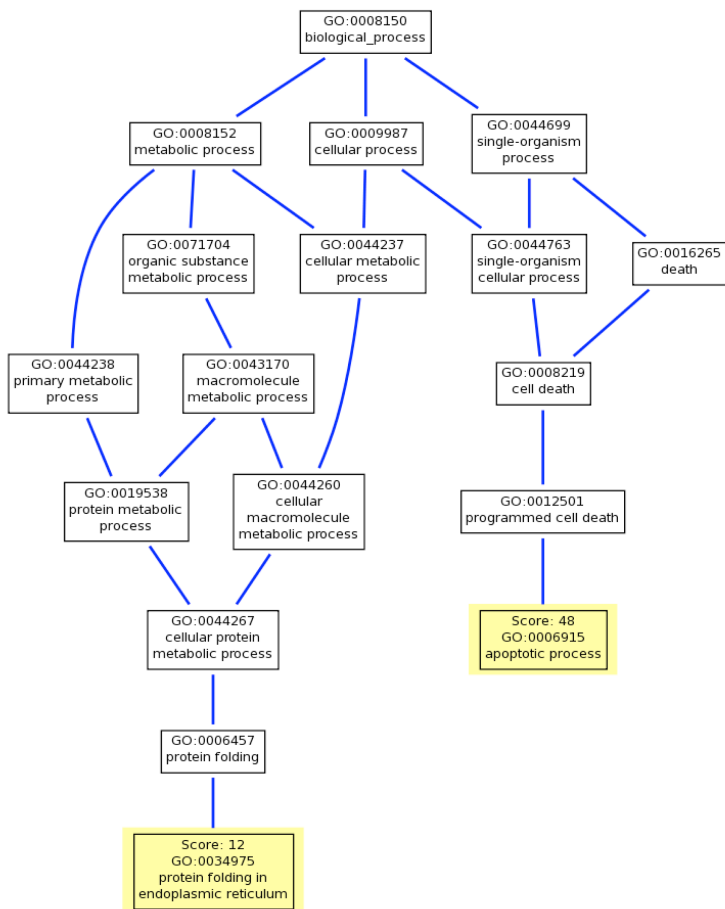 GO:0008150
biological_process
GO:0008152
metabolic process
GO:0009987
cellular process
GO:0044699
single-organism
process
GO:0071704
organic substance
metabolic process
GO:0044237
cellular metabolic
process
GO:0044763
single-organism
cellular process
GO:0016265
death
GO:0044238
primary metabolic
process
GO:0043170
macromolecule
metabolic process
GO:0008219
cell death
GO:0019538
protein metabolic
process
GO:0044260
cellular
macromolecule
metabolic process
GO:0012501
programmed cell death
GO:0044267
cellular protein
metabolic process
Score: 48
GO:0006915
apoptotic process
GO:0006457
protein folding
Score: 12
GO:0034975
protein folding in
endoplasmic reticulum